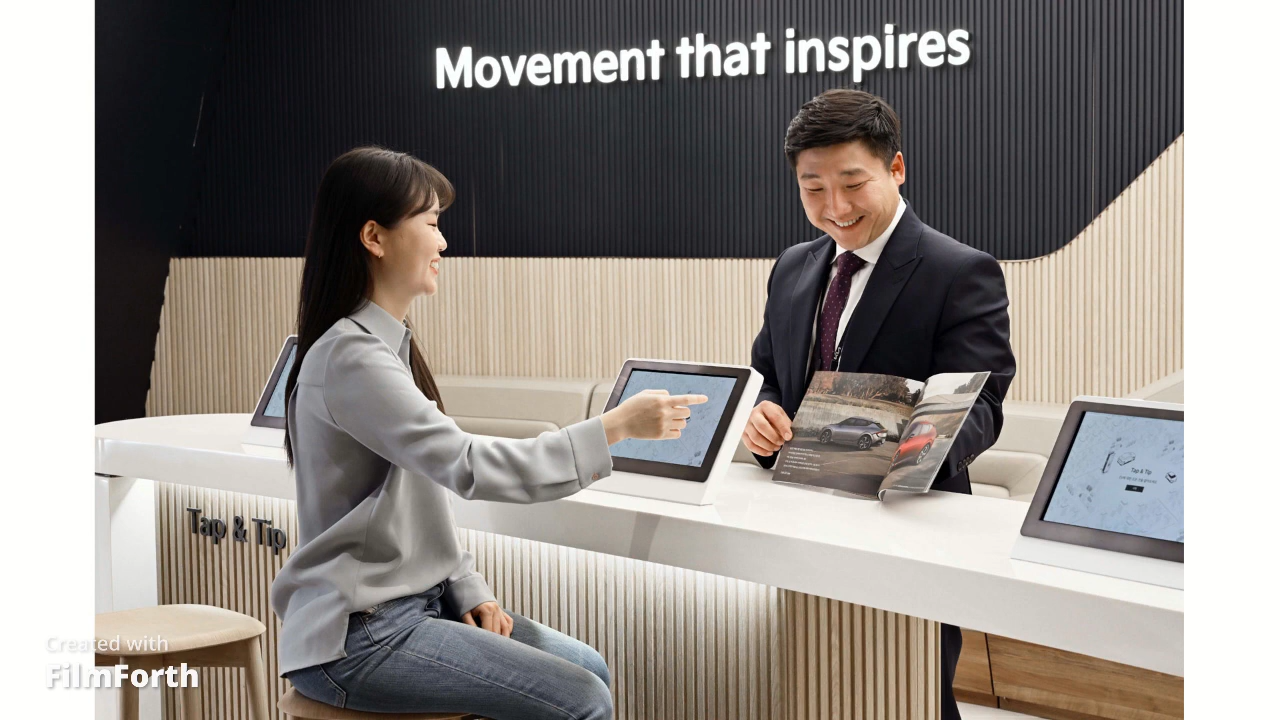 Movement that inspires
Tap & Tip
Tap & Tip
Created with
FilmForth